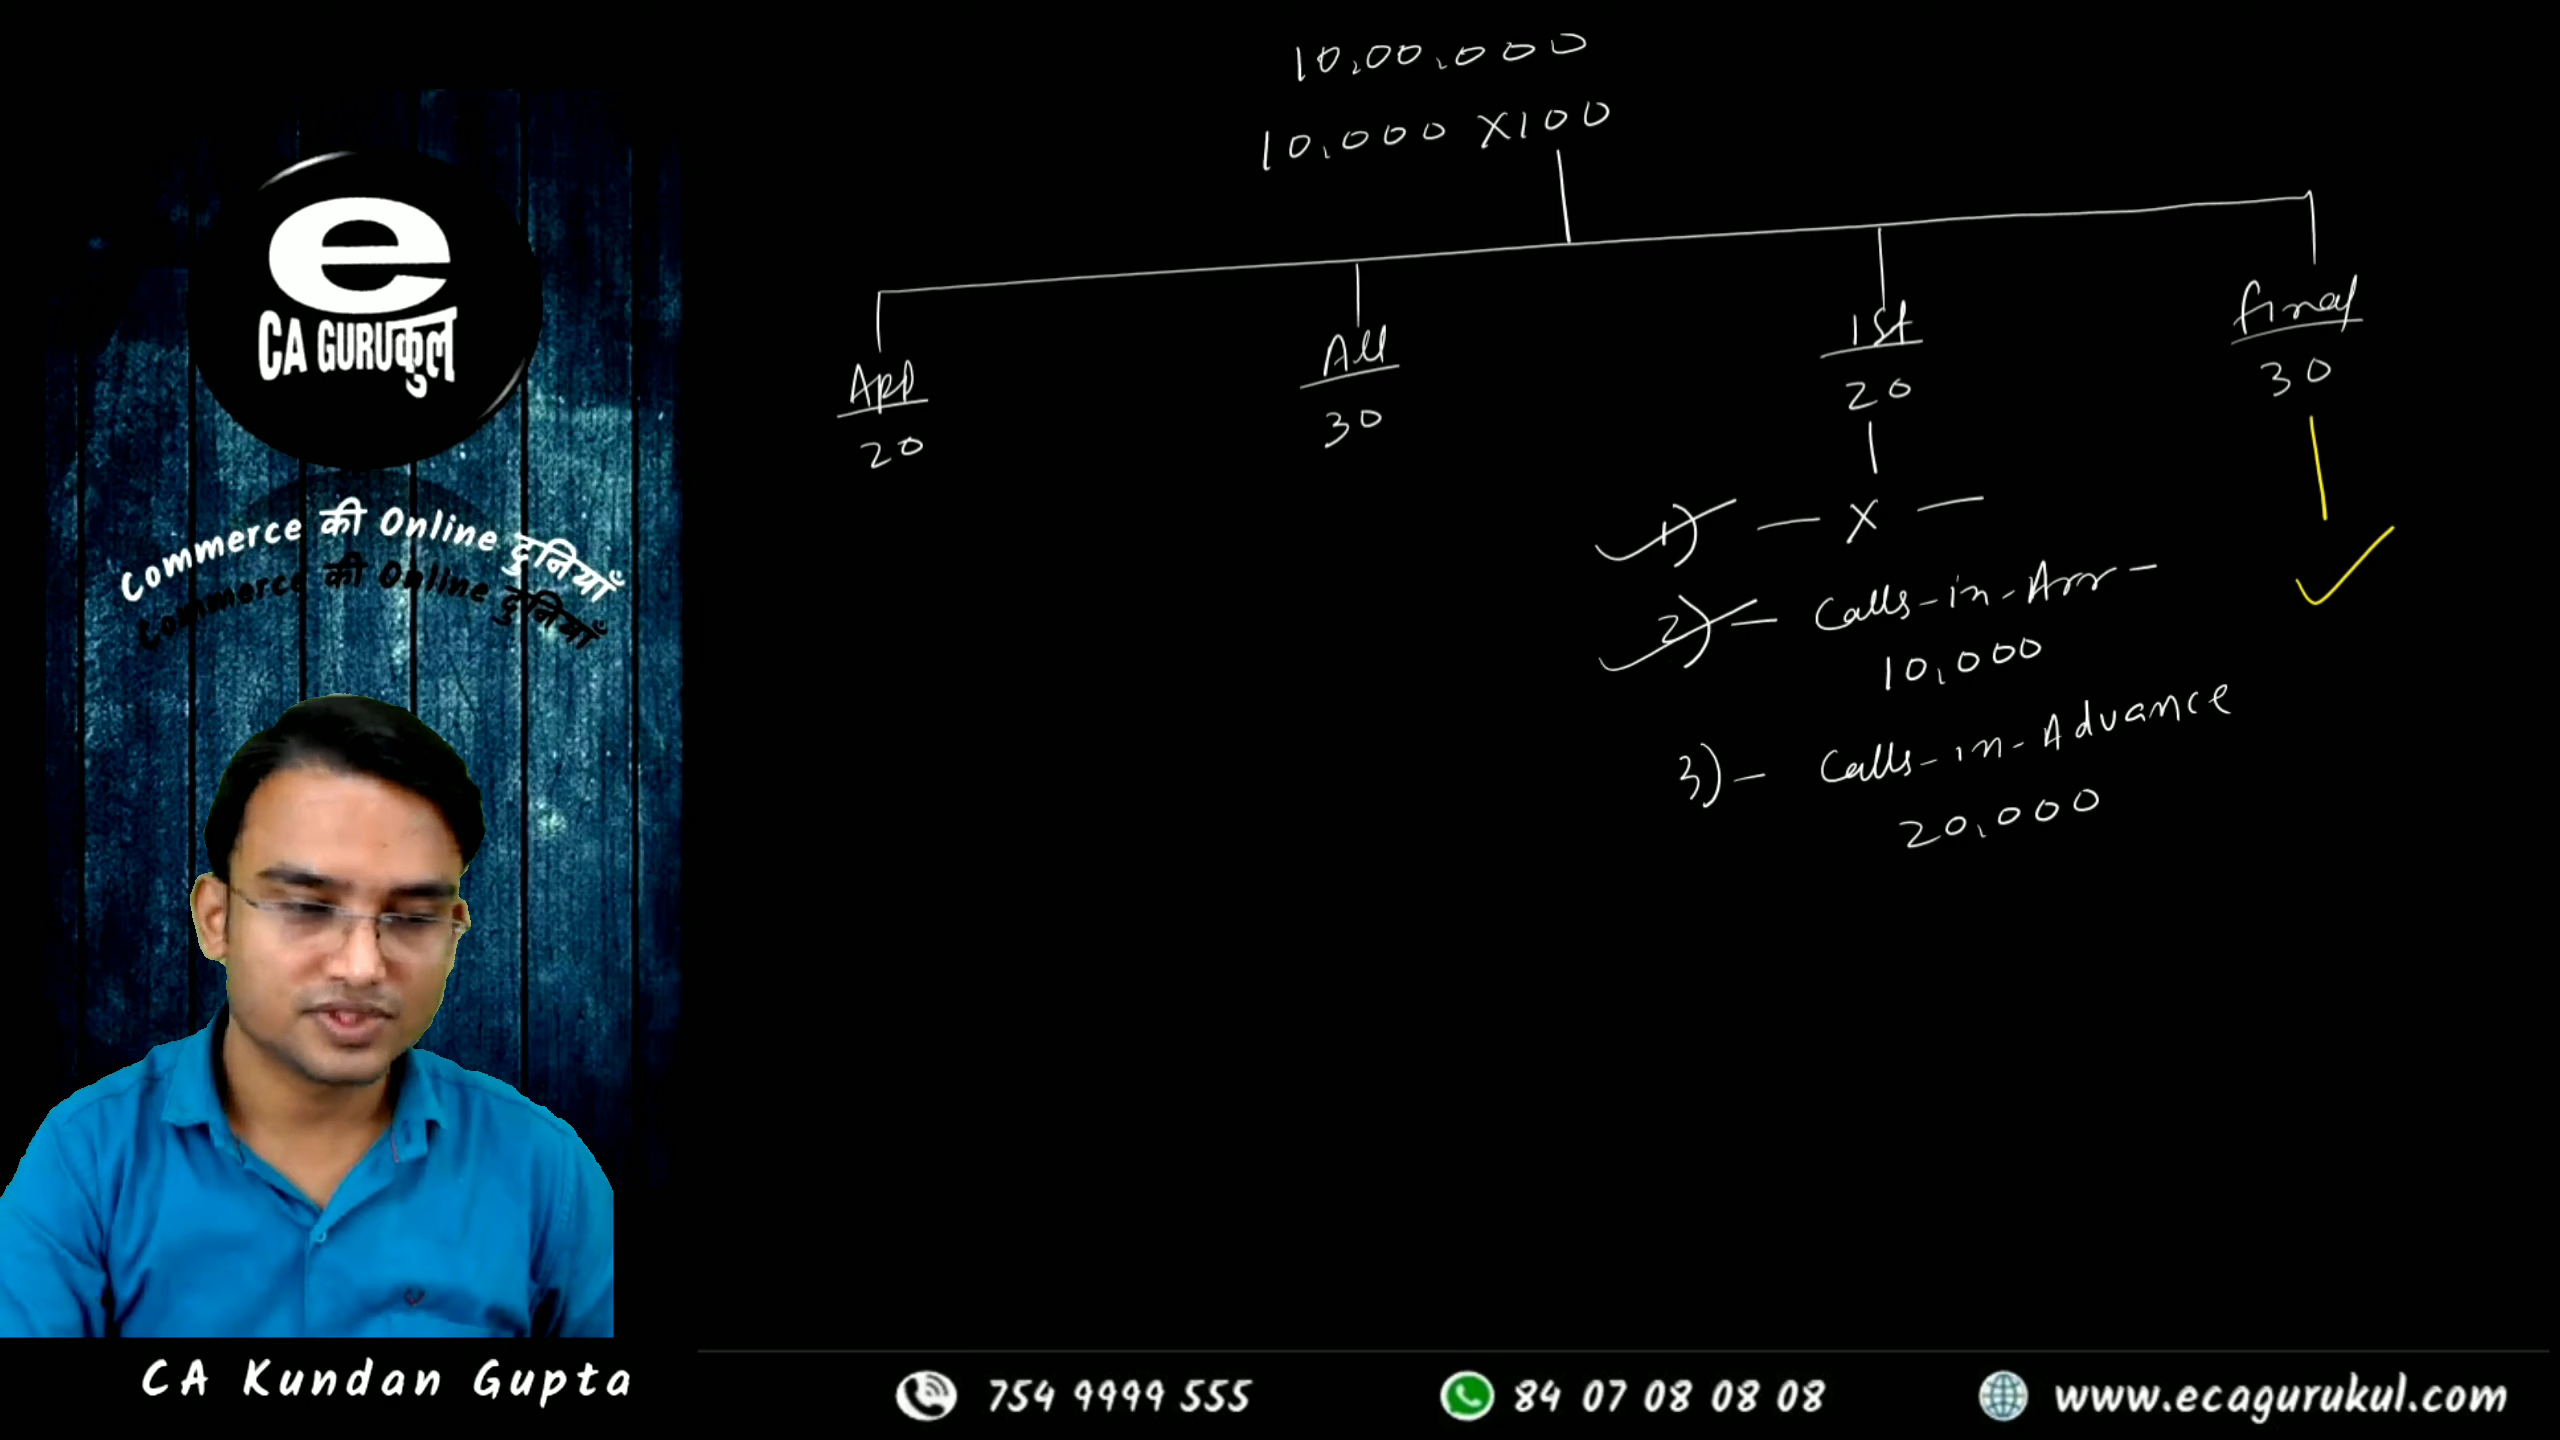 10,00,000
10,000 X100
App
20
All
30
1st
20
final
30
1) — X —
2) — Calls-in-Arr-
10,000
3) — Calls-in-Advance
20,000
e
CA GURUकुल
Commerce की Online दुनियाँ
Commerce की Online दुनियाँ
CA Kundan Gupta
754 9999 555
84 07 08 08 08
www.ecagurukul.com